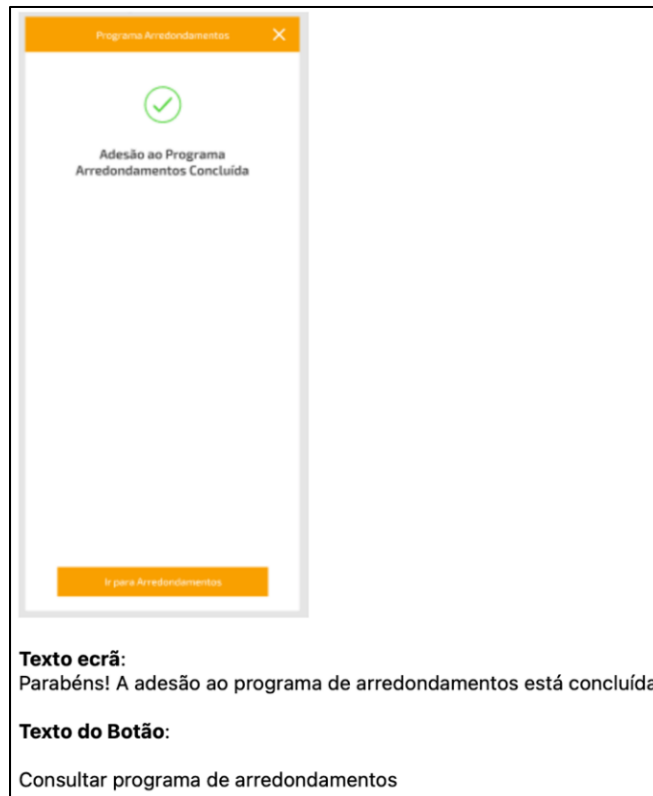 Programa Arredondamentos
Adesão ao Programa
Arredondamentos Concluída
Ir para Arredondamentos
Texto ecrã:
Parabéns! A adesão ao programa de arredondamentos está concluída
Texto do Botão:
Consultar programa de arredondamentos